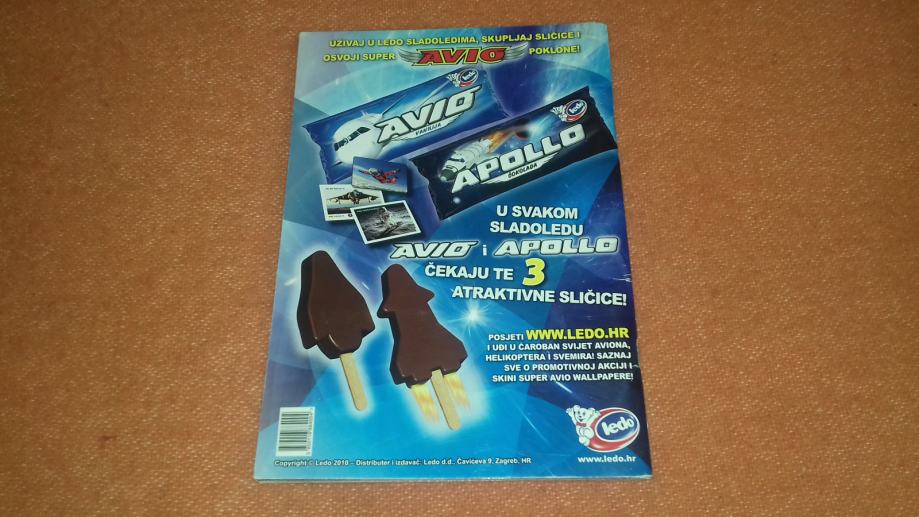 UŽIVAJ U LEDO SLADOLEDIMA, SKUPLJAJ SLIČICE I
OSVOJI SUPER AVIO POKLONE!
ledo
AVIO
VANILIJA
ledo
APOLLO
ČOKOLADA
U SVAKOM
SLADOLEDU
AVIO i APOLLO
ČEKAJU TE 3
ATRAKTIVNE SLIČICE!
POSJETI WWW.LEDO.HR
I UĐI U ČAROBAN SVIJET AVIONA,
HELIKOPTERA I SVEMIRA! SAZNAJ
SVE O PROMOTIVNOJ AKCIJI I
SKINI SUPER AVIO WALLPAPERE!
ledo
www.ledo.hr
Copyright © Ledo 2010 – Distributer i izdavač: Ledo d.d., Čavićeva 9, Zagreb, HR